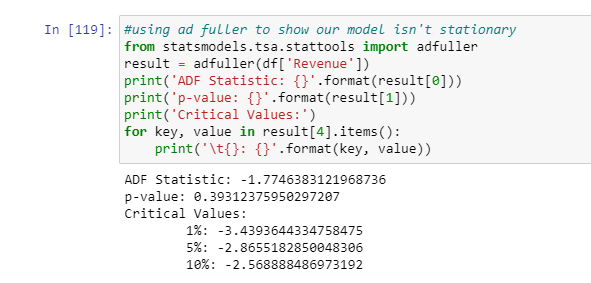 In [119]: #using ad fuller to show our model isn't stationary
from statsmodels.tsa.stattools import adfuller
result = adfuller(df['Revenue'])
print('ADF Statistic: {}'.format(result[0]))
print('p-value: {}'.format(result[1]))
print('Critical Values:')
for key, value in result[4].items():
    print('\t{}: {}'.format(key, value))
ADF Statistic: -1.7746383121968736
p-value: 0.39312375950297207
Critical Values:
        1%: -3.4393644334758475
        5%: -2.8655182850048306
        10%: -2.568888486973192